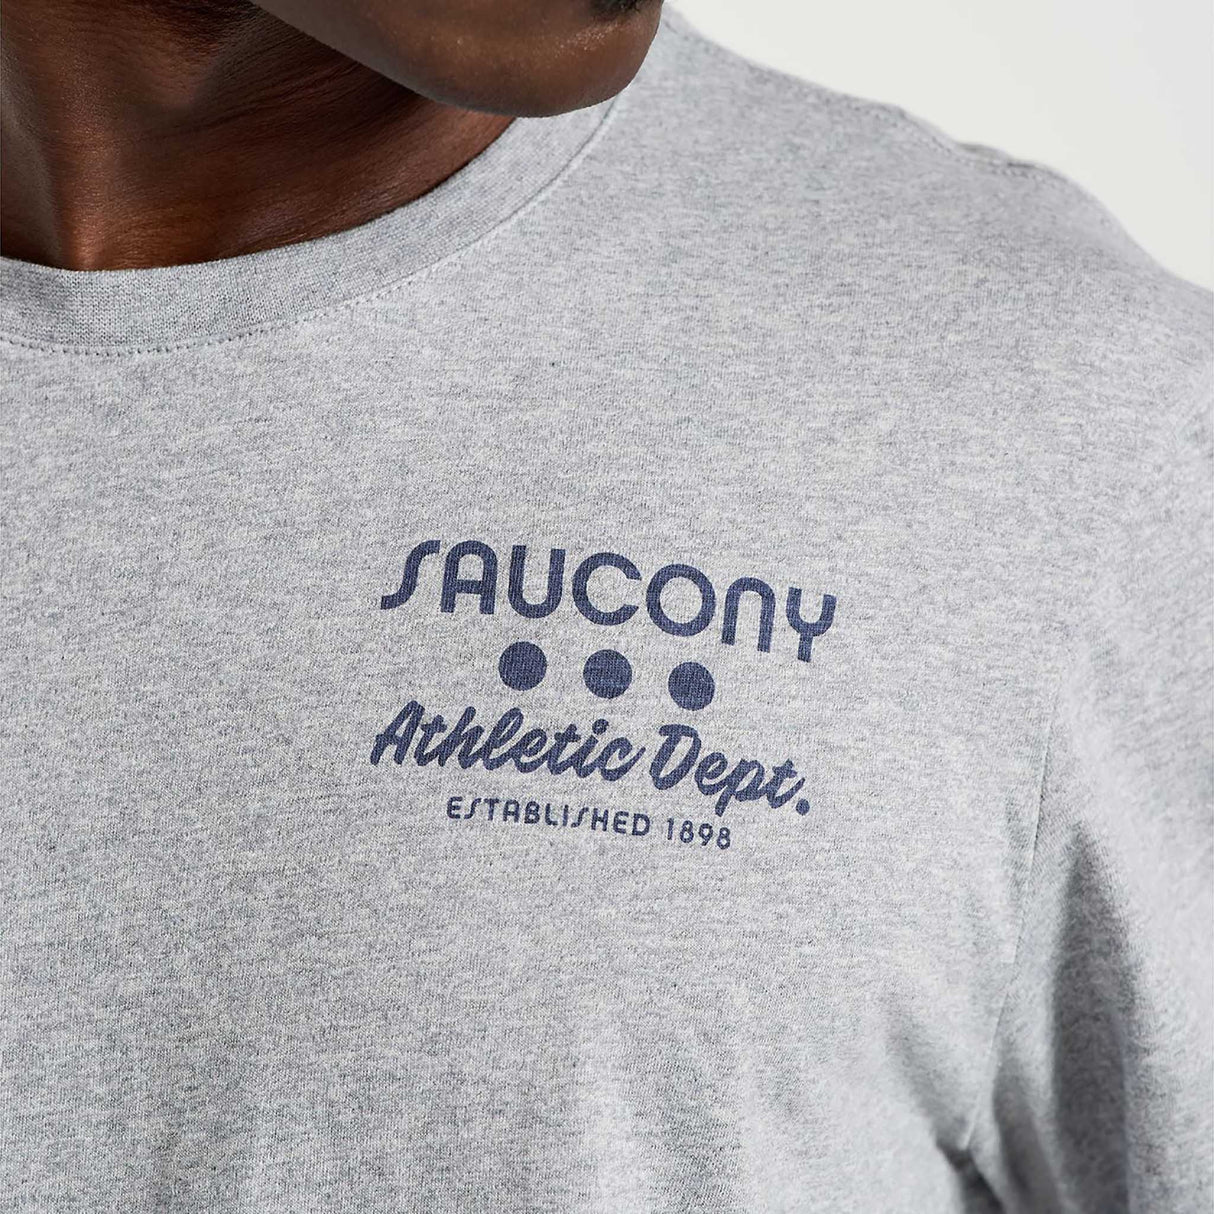 SAUCONY
Athletic Dept.
ESTABLISHED 1898